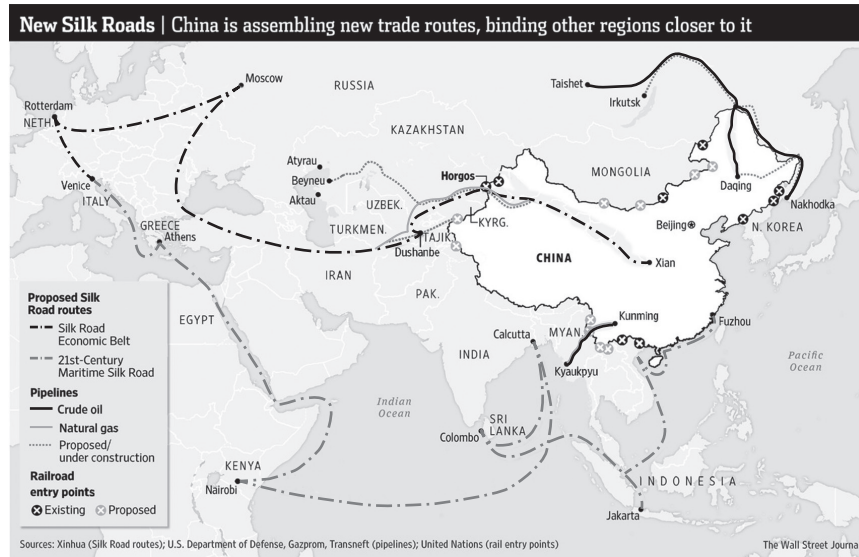 New Silk Roads | China is assembling new trade routes, binding other regions closer to it
Moscow
RUSSIA
Taishet
Irkutsk
Rotterdam
NETH.
KAZAKHSTAN
Atyrau
Beyneu
Aktau
Horgos
MONGOLIA
Daqing
Nakhodka
Venice
ITALY
UZBEK.
KYRG.
GREECE
Athens
TURKMEN.
TAJIK.
Dushanbe
Beijing
N. KOREA
IRAN
CHINA
Xian
PAK.
EGYPT
Kunming
Fuzhou
Calcutta
MYAN.
INDIA
Kyaukpyu
Pacific
Ocean
Indian
Ocean
SRI
LANKA
Colombo
KENYA
Nairobi
INDONESIA
Jakarta
Proposed Silk
Road routes
Silk Road
Economic Belt
21st-Century
Maritime Silk Road
Pipelines
Crude oil
Natural gas
Proposed/
under construction
Railroad
entry points
Existing Proposed
Sources: Xinhua (Silk Road routes); U.S. Department of Defense, Gazprom, Transneft (pipelines); United Nations (rail entry points)
The Wall Street Journa